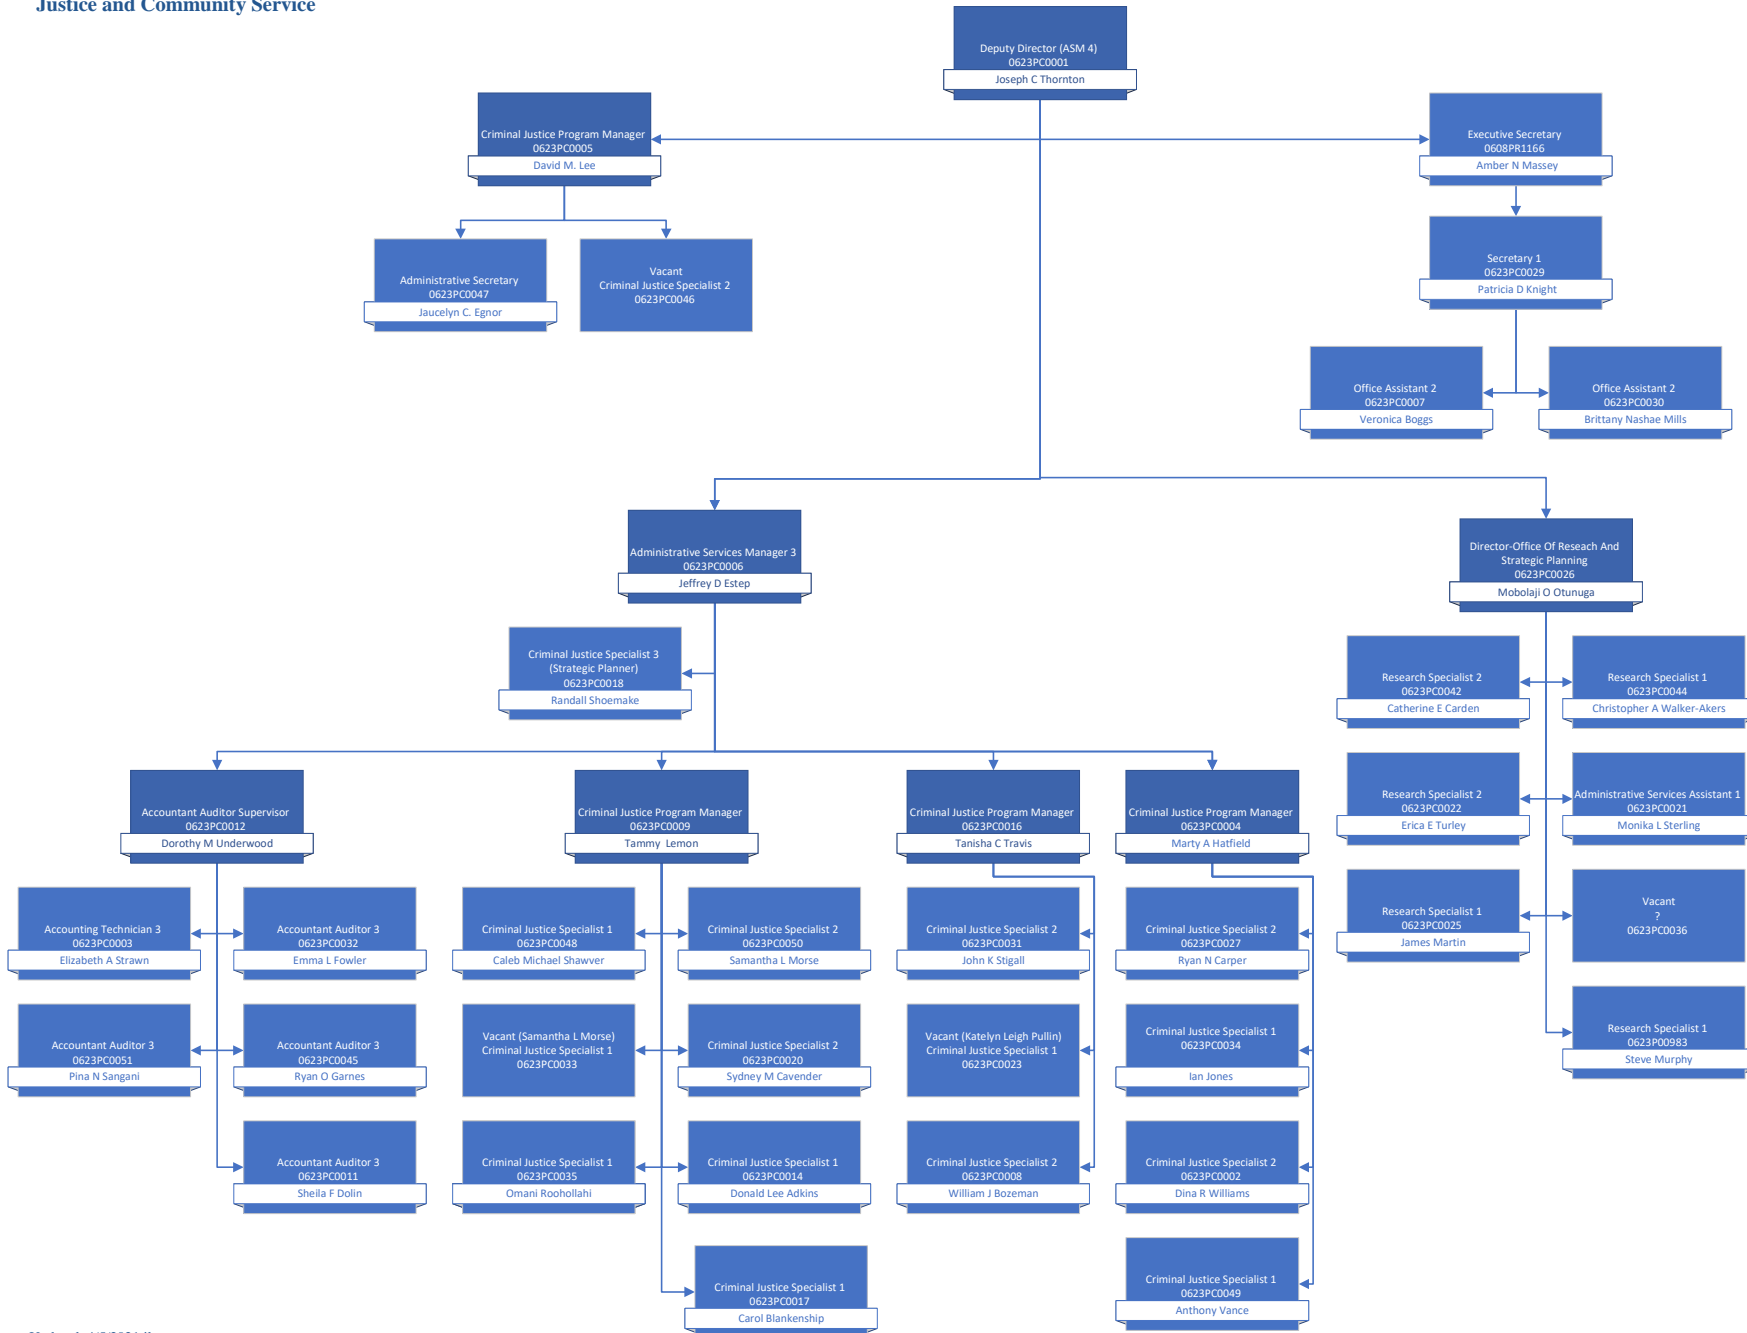 Justice and Community Service
Deputy Director (ASM 4)
0623PC0001
Joseph C Thornton
Criminal Justice Program Manager
0623PC0005
David M. Lee
Executive Secretary
0608PR1166
Amber N Massey
Administrative Secretary
0623PC0047
Jaucelyn C. Egnor
Vacant
Criminal Justice Specialist 2
0623PC0046
Secretary 1
0623PC0029
Patricia D Knight
Office Assistant 2
0623PC0007
Veronica Boggs
Office Assistant 2
0623PC0030
Brittany Nashae Mills
Administrative Services Manager 3
0623PC0006
Jeffrey D Estep
Director-Office Of Reseach And
Strategic Planning
0623PC0026
Mobolaji O Otunuga
Criminal Justice Specialist 3
(Strategic Planner)
0623PC0018
Randall Shoemake
Research Specialist 2
0623PC0042
Catherine E Carden
Research Specialist 1
0623PC0044
Christopher A Walker-Akers
Research Specialist 2
0623PC0022
Erica E Turley
Administrative Services Assistant 1
0623PC0021
Monika L Sterling
Research Specialist 1
0623PC0025
James Martin
Vacant
?
0623PC0036
Research Specialist 1
0623P00983
Steve Murphy
Accountant Auditor Supervisor
0623PC0012
Dorothy M Underwood
Criminal Justice Program Manager
0623PC0009
Tammy Lemon
Criminal Justice Program Manager
0623PC0016
Tanisha C Travis
Criminal Justice Program Manager
0623PC0004
Marty A Hatfield
Accounting Technician 3
0623PC0003
Elizabeth A Strawn
Accountant Auditor 3
0623PC0032
Emma L Fowler
Accountant Auditor 3
0623PC0051
Pina N Sangani
Accountant Auditor 3
0623PC0045
Ryan O Garnes
Accountant Auditor 3
0623PC0011
Sheila F Dolin
Criminal Justice Specialist 1
0623PC0048
Caleb Michael Shawver
Criminal Justice Specialist 2
0623PC0050
Samantha L Morse
Vacant (Samantha L Morse)
Criminal Justice Specialist 1
0623PC0033
Criminal Justice Specialist 2
0623PC0020
Sydney M Cavender
Criminal Justice Specialist 1
0623PC0035
Omani Roohollahi
Criminal Justice Specialist 1
0623PC0014
Donald Lee Adkins
Criminal Justice Specialist 1
0623PC0017
Carol Blankenship
Criminal Justice Specialist 2
0623PC0031
John K Stigall
Vacant (Katelyn Leigh Pullin)
Criminal Justice Specialist 1
0623PC0023
Criminal Justice Specialist 2
0623PC0008
William J Bozeman
Criminal Justice Specialist 2
0623PC0027
Ryan N Carper
Criminal Justice Specialist 1
0623PC0034
Ian Jones
Criminal Justice Specialist 2
0623PC0002
Dina R Williams
Criminal Justice Specialist 1
0623PC0049
Anthony Vance